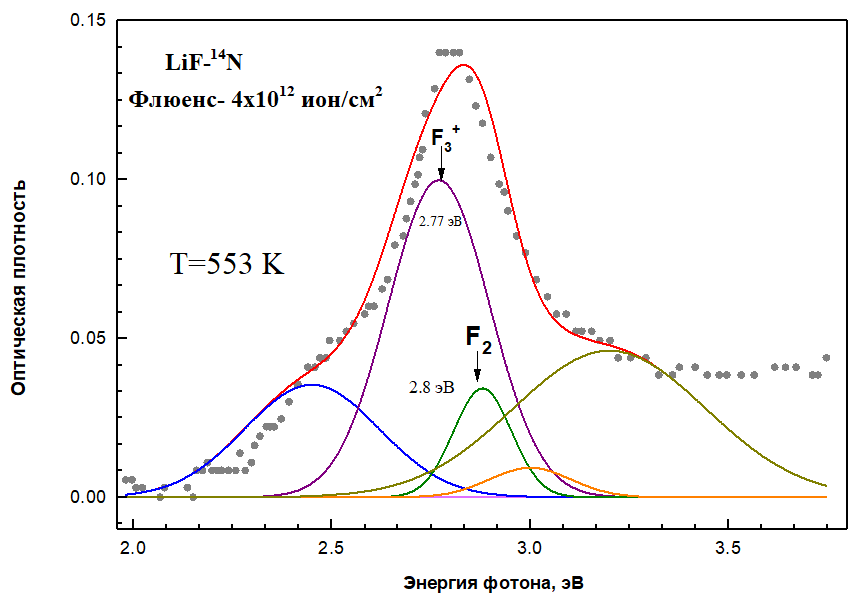 0.15
LiF-¹⁴N
Флюенс- 4х10¹² ион/см²
F₃⁺
0.10
2.77 эВ
T=553 K
0.05
F₂
2.8 эВ
0.00
2.0 2.5 3.0 3.5
Оптическая плотность
Энергия фотона, эВ